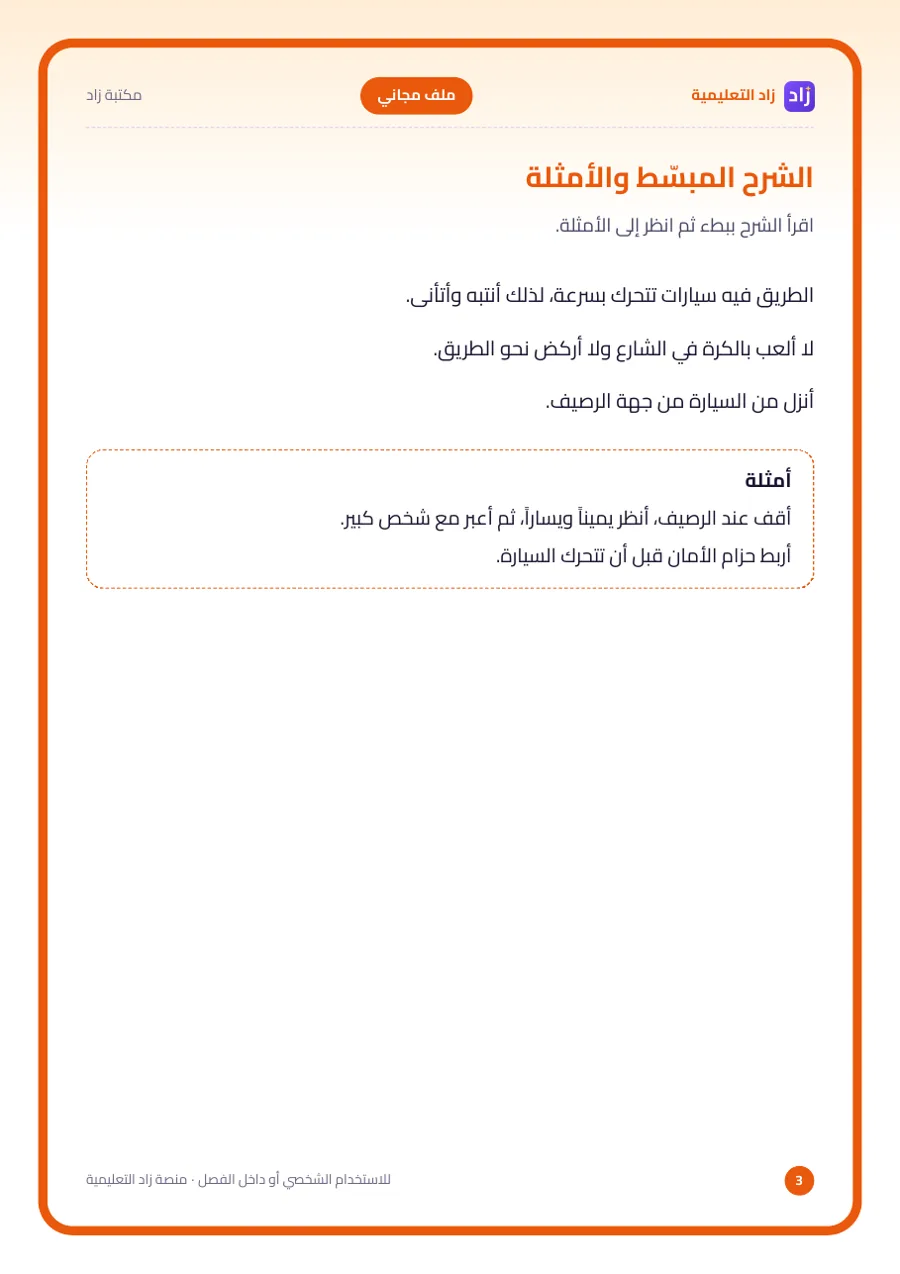 زاد
زاد التعليمية
ملف مجاني
مكتبة زاد
الشرح المبسّط والأمثلة
اقرأ الشرح ببطء ثم انظر إلى الأمثلة.
الطريق فيه سيارات تتحرك بسرعة، لذلك أنتبه وأتأنى.
لا ألعب بالكرة في الشارع ولا أركض نحو الطريق.
أنزل من السيارة من جهة الرصيف.
أمثلة
أقف عند الرصيف، أنظر يميناً ويساراً، ثم أعبر مع شخص كبير.
أربط حزام الأمان قبل أن تتحرك السيارة.
3
للاستخدام الشخصي أو داخل الفصل · منصة زاد التعليمية